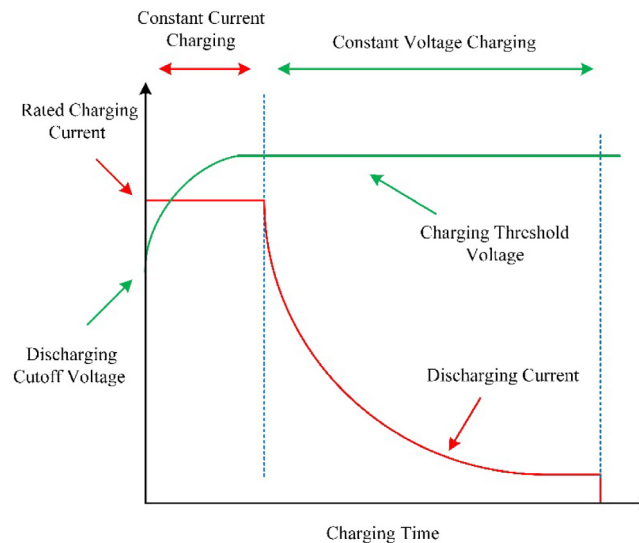 Constant Current
Charging
Constant Voltage Charging
Rated Charging
Current
Charging Threshold
Voltage
Discharging
Cutoff Voltage
Discharging Current
Charging Time